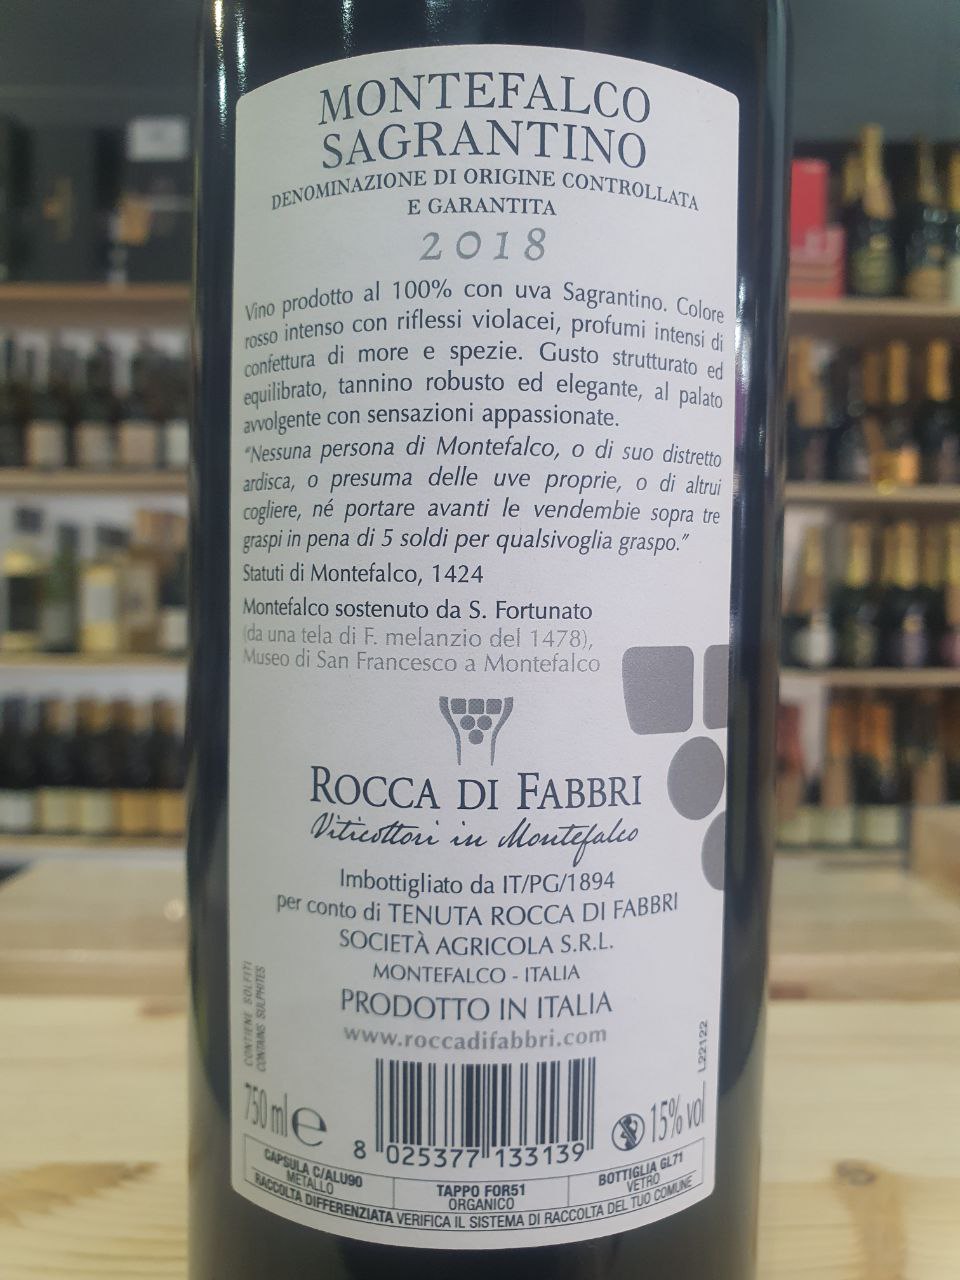 MONTEFALCO
SAGRANTINO
DENOMINAZIONE DI ORIGINE CONTROLLATA
E GARANTITA
2018
Vino prodotto al 100% con uva Sagrantino. Colore
rosso intenso con riflessi violacei, profumi intensi di
confettura di more e spezie. Gusto strutturato ed
equilibrato, tannino robusto ed elegante, al palato
avvolgente con sensazioni appassionate.
"Nessuna persona di Montefalco, o di suo distretto
ardisca, o presuma delle uve proprie, o di altrui
cogliere, né portare avanti le vendembie sopra tre
graspi in pena di 5 soldi per qualsivoglia graspo."
Statuti di Montefalco, 1424
Montefalco sostenuto da S. Fortunato
(da una tela di F. melanzio del 1478),
Museo di San Francesco a Montefalco
ROCCA DI FABBRI
Viticoltori in Montefalco
Imbottigliato da IT/PG/1894
per conto di TENUTA ROCCA DI FABBRI
SOCIETÀ AGRICOLA S.R.L.
MONTEFALCO - ITALIA
PRODOTTO IN ITALIA
www.roccadifabbri.com
CONTIENE SOLFITI
CONTAINS SULPHITES
L22122
750 ml e
15% vol
8 025377 133139
CAPSULA C/ALU90
METALLO
TAPPO FOR51
ORGANICO
BOTTIGLIA GL71
VETRO
RACCOLTA DIFFERENZIATA VERIFICA IL SISTEMA DI RACCOLTA DEL TUO COMUNE